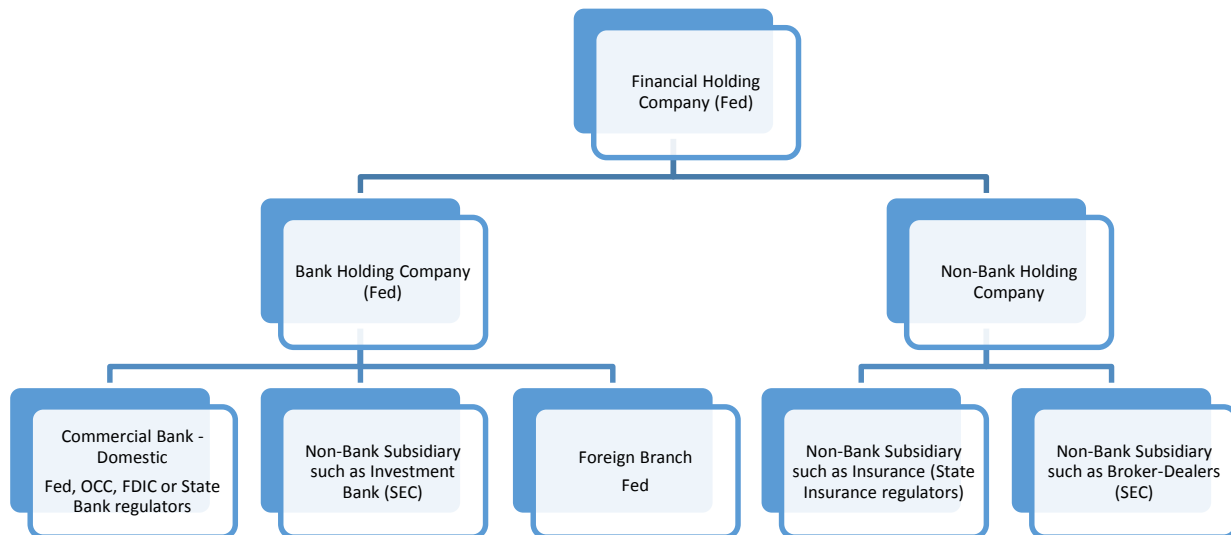 Financial Holding
Company (Fed)
Bank Holding Company
(Fed)
Non-Bank Holding
Company
Commercial Bank -
Domestic
Fed, OCC, FDIC or State
Bank regulators
Non-Bank Subsidiary
such as Investment
Bank (SEC)
Foreign Branch
Fed
Non-Bank Subsidiary
such as Insurance (State
Insurance regulators)
Non-Bank Subsidiary
such as Broker-Dealers
(SEC)